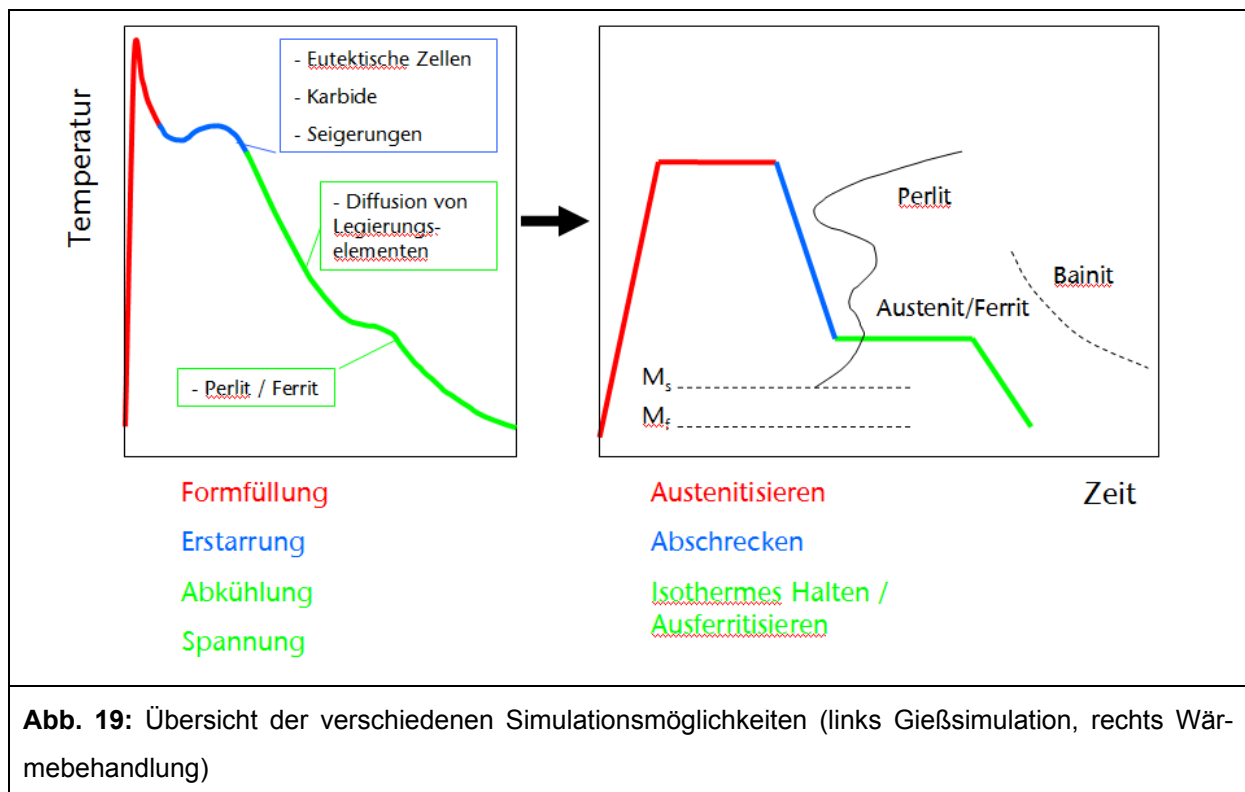 Temperatur
- Eutektische Zellen
- Karbide
- Seigerungen
- Diffusion von
Legierungs-
elementen
- Perlit / Ferrit
Perlit
Bainit
Austenit/Ferrit
Ms
Mf
Formfüllung
Erstarrung
Abkühlung
Spannung
Austenitisieren
Abschrecken
Isothermes Halten /
Ausferritisieren
Zeit
Abb. 19: Übersicht der verschiedenen Simulationsmöglichkeiten (links Gießsimulation, rechts Wär-
mebehandlung)